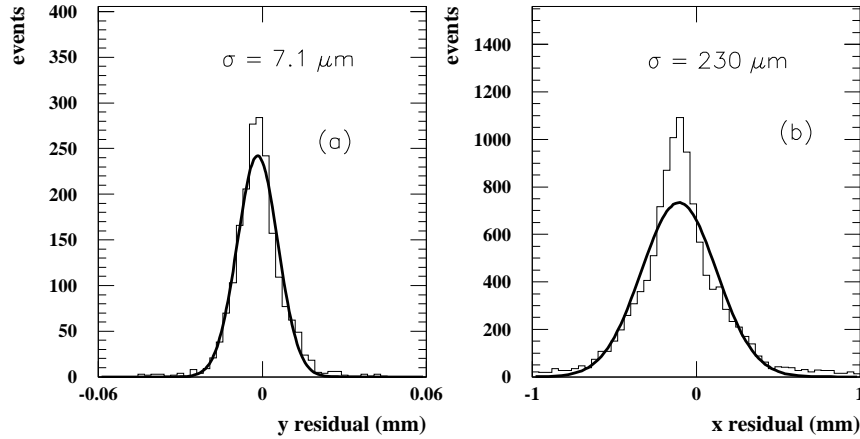 events
400
350
300
250
200
150
100
50
0
σ = 7.1 μm
(a)
-0.06
0
0.06
y residual (mm)
events
1400
1200
1000
800
600
400
200
0
σ = 230 μm
(b)
-1
0
1
x residual (mm)